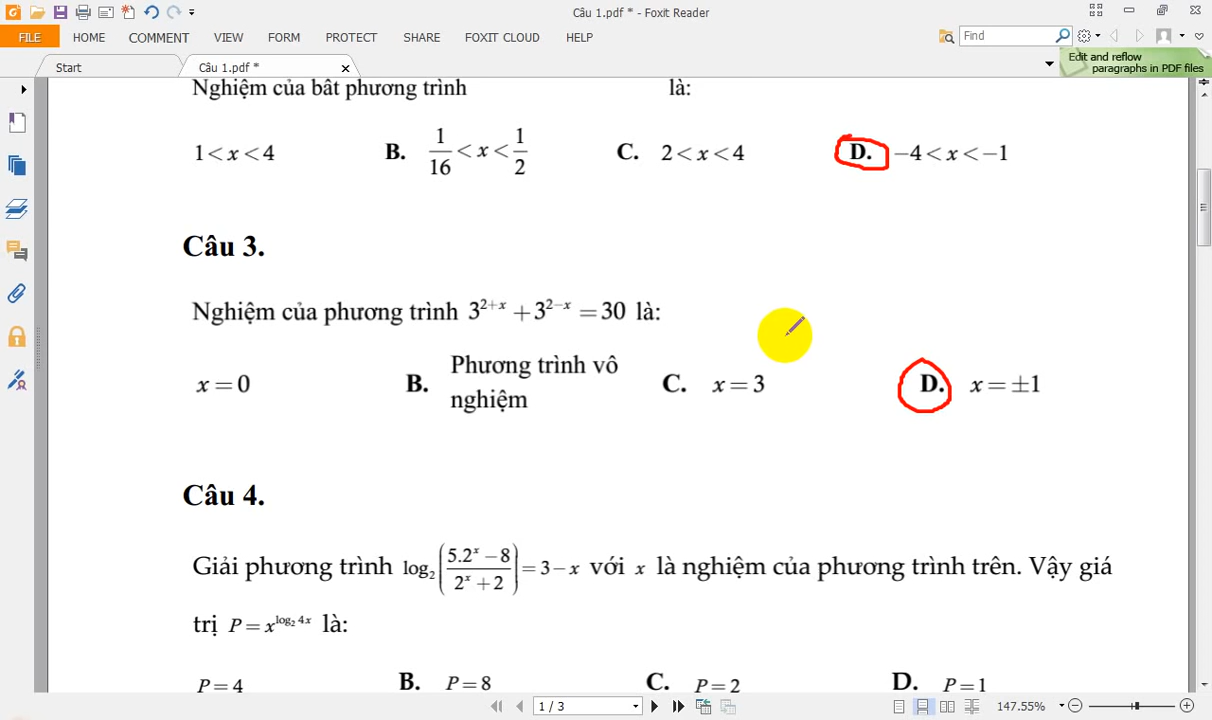 Câu 1.pdf * - Foxit Reader
FILE HOME COMMENT VIEW FORM PROTECT SHARE FOXIT CLOUD HELP Find
Start Câu 1.pdf * Edit and reflow
paragraphs in PDF files
Nghiệm của bất phương trình là:
1 < x < 4 B. 1/16 < x < 1/2 C. 2 < x < 4 D. −4 < x < −1
Câu 3.
Nghiệm của phương trình 3^{2+x} + 3^{2−x} = 30 là:
x = 0 B. Phương trình vô nghiệm C. x = 3 D. x = ±1
Câu 4.
Giải phương trình log₂((5.2^x − 8)/(2^x + 2)) = 3 − x với x là nghiệm của phương trình trên. Vậy giá
trị P = x^{log₂ 4x} là:
P = 4 B. P = 8 C. P = 2 D. P = 1
1 / 3 147.55%